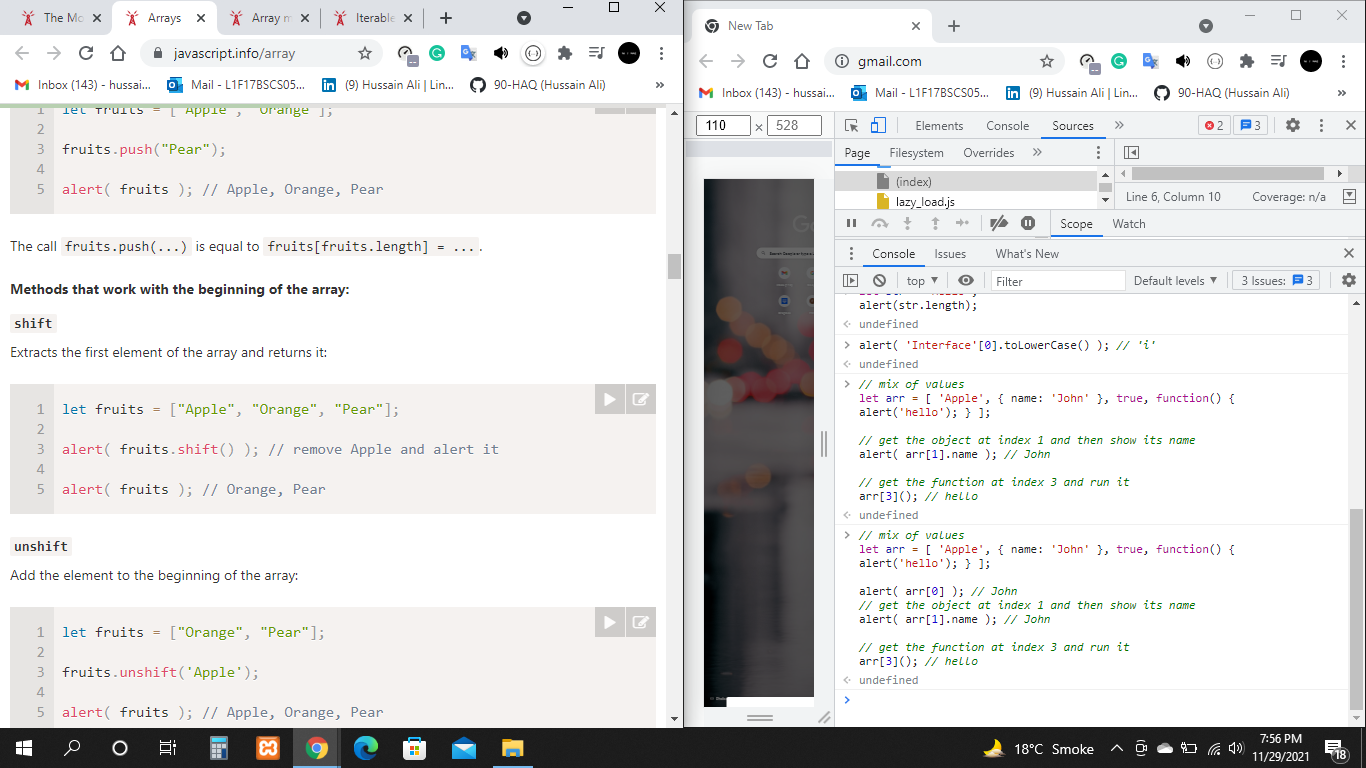 The Mo
Arrays
Array m
Iterable
javascript.info/array
Inbox (143) - hussai...
Mail - L1F17BSCS05...
(9) Hussain Ali | Lin...
90-HAQ (Hussain Ali)
»
1 let fruits = ["Apple", "Orange"];
2
3 fruits.push("Pear");
4
5 alert( fruits ); // Apple, Orange, Pear
The call fruits.push(...) is equal to fruits[fruits.length] = ... .
Methods that work with the beginning of the array:
shift
Extracts the first element of the array and returns it:
1 let fruits = ["Apple", "Orange", "Pear"];
2
3 alert( fruits.shift() ); // remove Apple and alert it
4
5 alert( fruits ); // Orange, Pear
unshift
Add the element to the beginning of the array:
1 let fruits = ["Orange", "Pear"];
2
3 fruits.unshift('Apple');
4
5 alert( fruits ); // Apple, Orange, Pear
New Tab
gmail.com
Inbox (143) - hussai...
Mail - L1F17BSCS05...
(9) Hussain Ali | Lin...
90-HAQ (Hussain Ali)
»
110 × 528
Elements Console Sources » 2 3
Page Filesystem Overrides »
(index)
lazy_load.js
Line 6, Column 10 Coverage: n/a
Scope Watch
Console Issues What's New
top Filter Default levels 3 Issues: 3
alert(str.length);
undefined
alert( 'Interface'[0].toLowerCase() ); // 'i'
undefined
// mix of values
let arr = [ 'Apple', { name: 'John' }, true, function() {
alert('hello'); } ];
// get the object at index 1 and then show its name
alert( arr[1].name ); // John
// get the function at index 3 and run it
arr[3](); // hello
undefined
// mix of values
let arr = [ 'Apple', { name: 'John' }, true, function() {
alert('hello'); } ];
alert( arr[0] ); // John
// get the object at index 1 and then show its name
alert( arr[1].name ); // John
// get the function at index 3 and run it
arr[3](); // hello
undefined
18°C Smoke
7:56 PM
11/29/2021
18